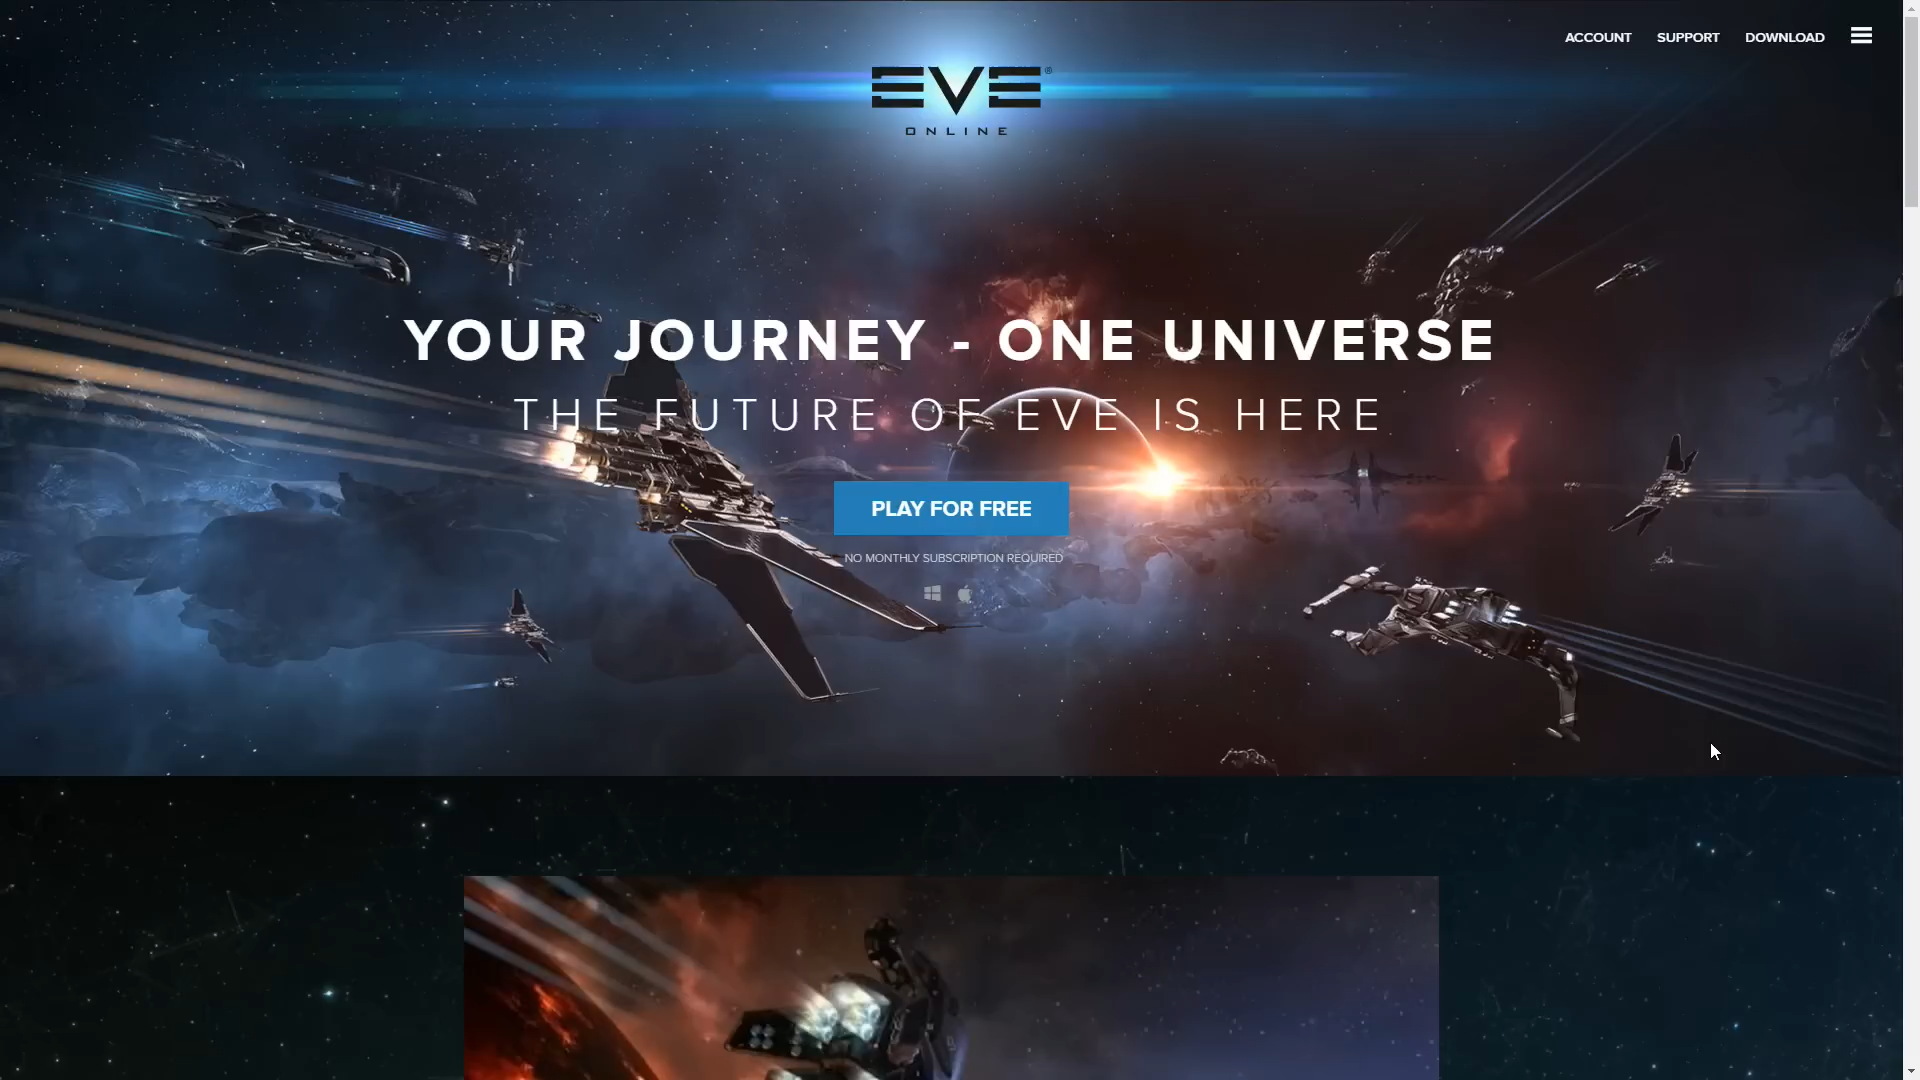 ACCOUNT SUPPORT DOWNLOAD
EVE®
ONLINE
YOUR JOURNEY - ONE UNIVERSE
THE FUTURE OF EVE IS HERE
PLAY FOR FREE
NO MONTHLY SUBSCRIPTION REQUIRED